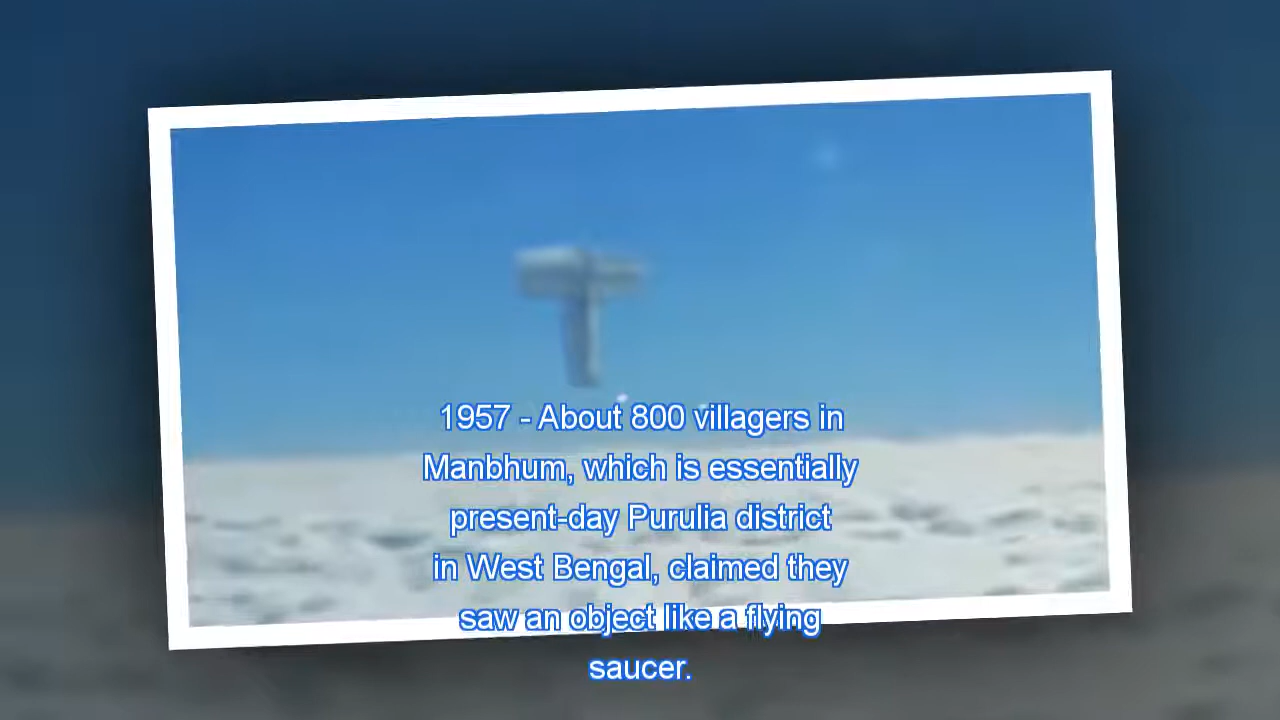 1957 - About 800 villagers in
Manbhum, which is essentially
present-day Purulia district
in West Bengal, claimed they
saw an object like a flying
saucer.